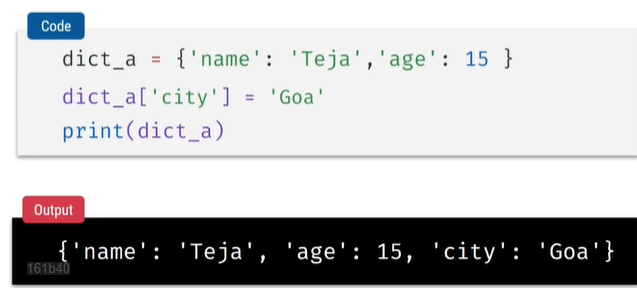 Code
dict_a = {'name': 'Teja','age': 15 }
dict_a['city'] = 'Goa'
print(dict_a)
Output
{'name': 'Teja', 'age': 15, 'city': 'Goa'}
161b40